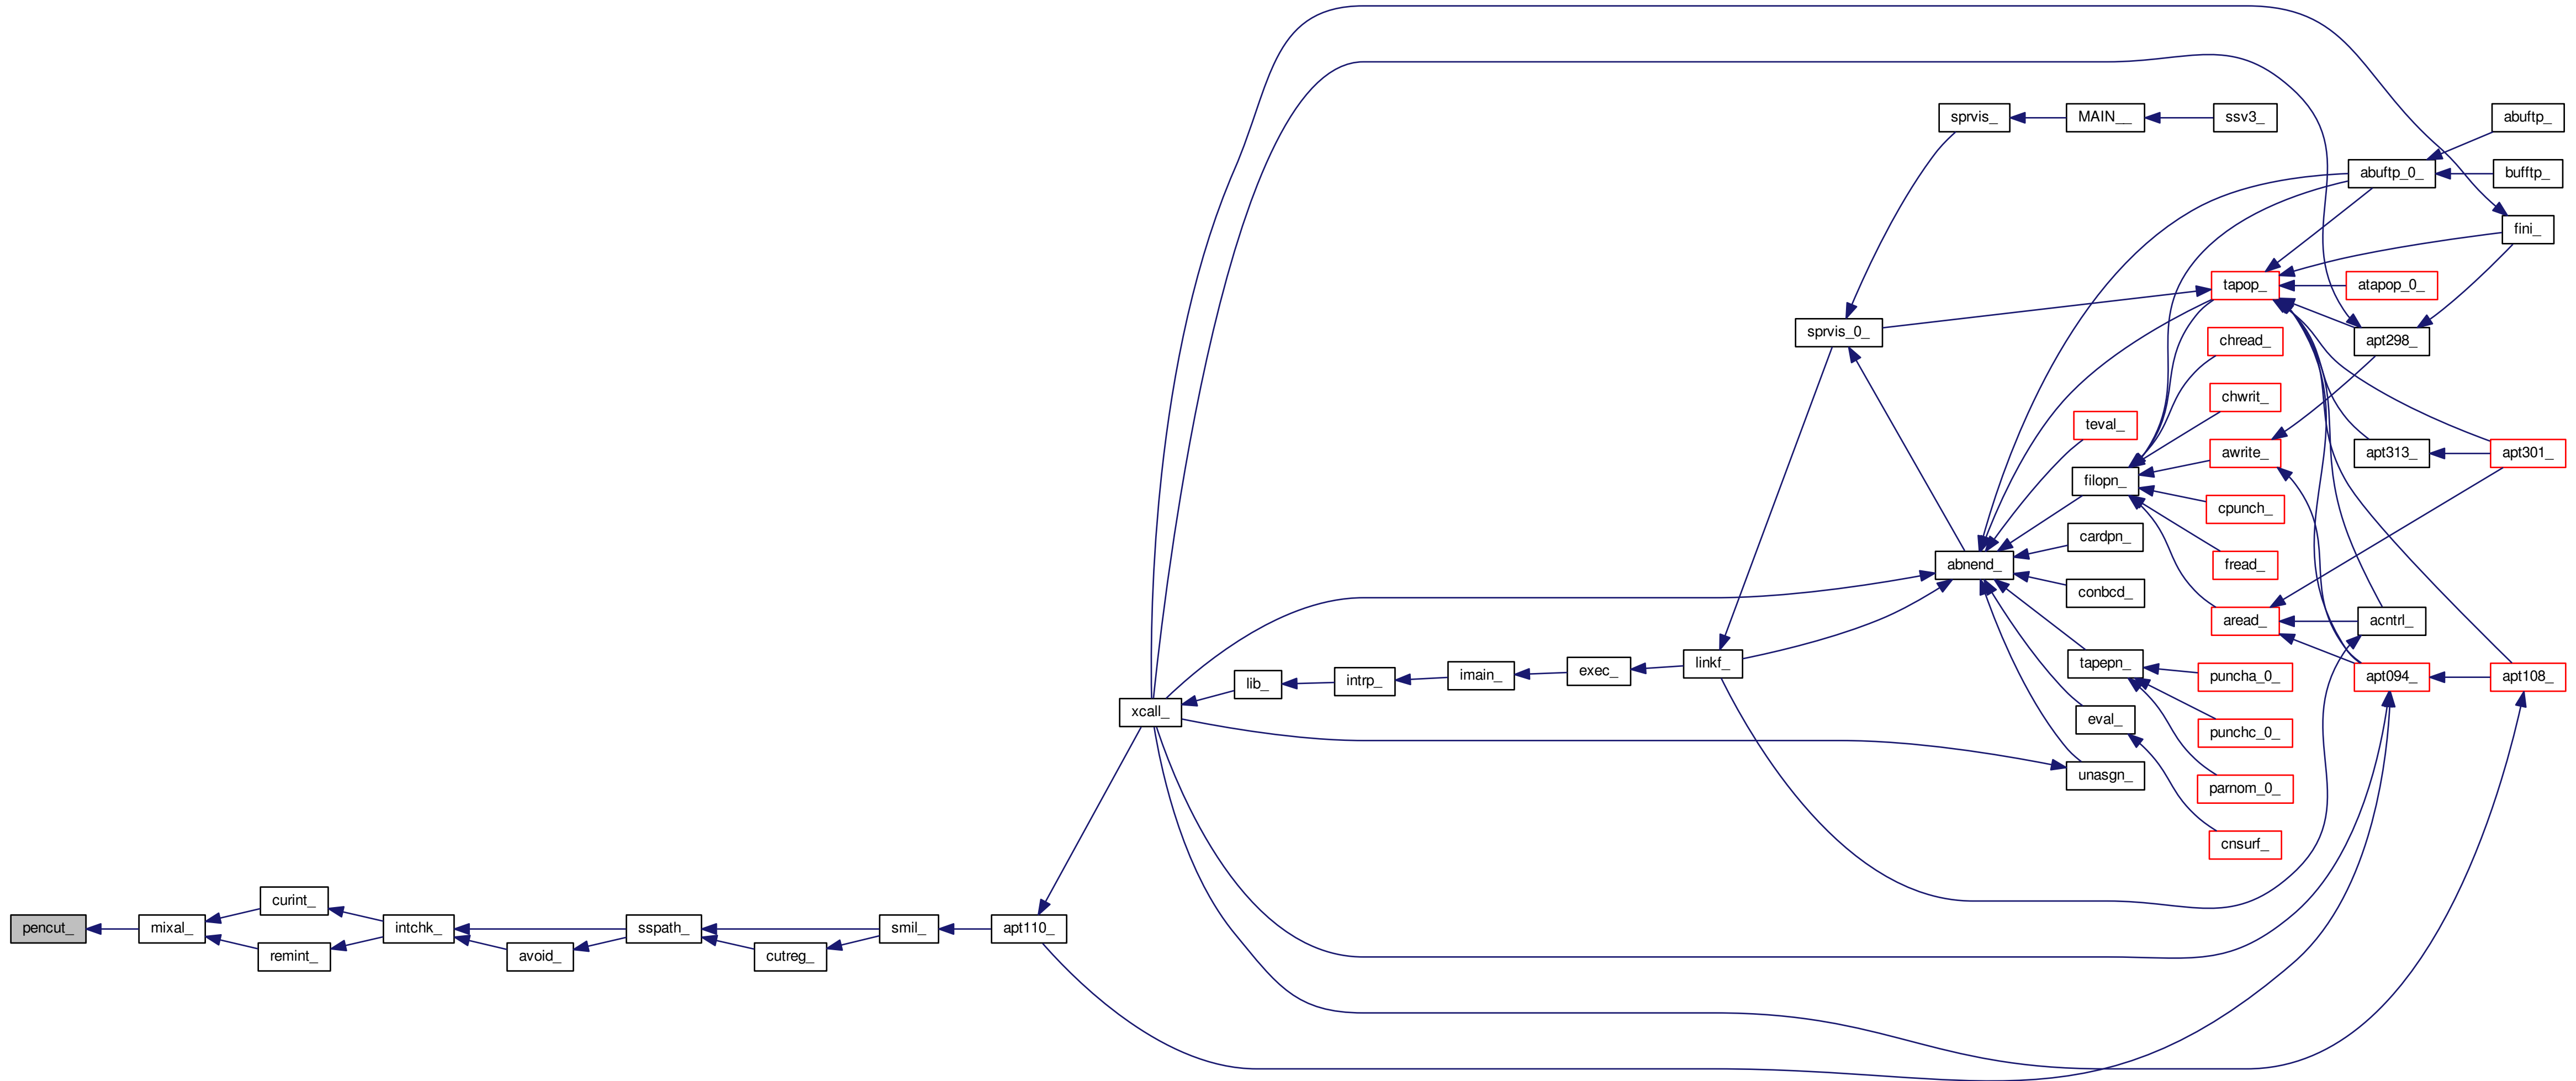 sprvis_
MAIN__
ssv3_
abuftp_
abuftp_0_
bufftp_
fini_
tapop_
atapop_0_
sprvis_0_
chread_
apt298_
chwrit_
teval_
awrite_
apt313_
apt301_
filopn_
cpunch_
cardpn_
abnend_
fread_
conbcd_
aread_
acntrl_
linkf_
tapepn_
exec_
imain_
intrp_
lib_
puncha_0_
apt094_
apt108_
xcall_
eval_
punchc_0_
unasgn_
parnom_0_
cnsurf_
curint_
pencut_
mixal_
intchk_
sspath_
smil_
apt110_
remint_
avoid_
cutreg_